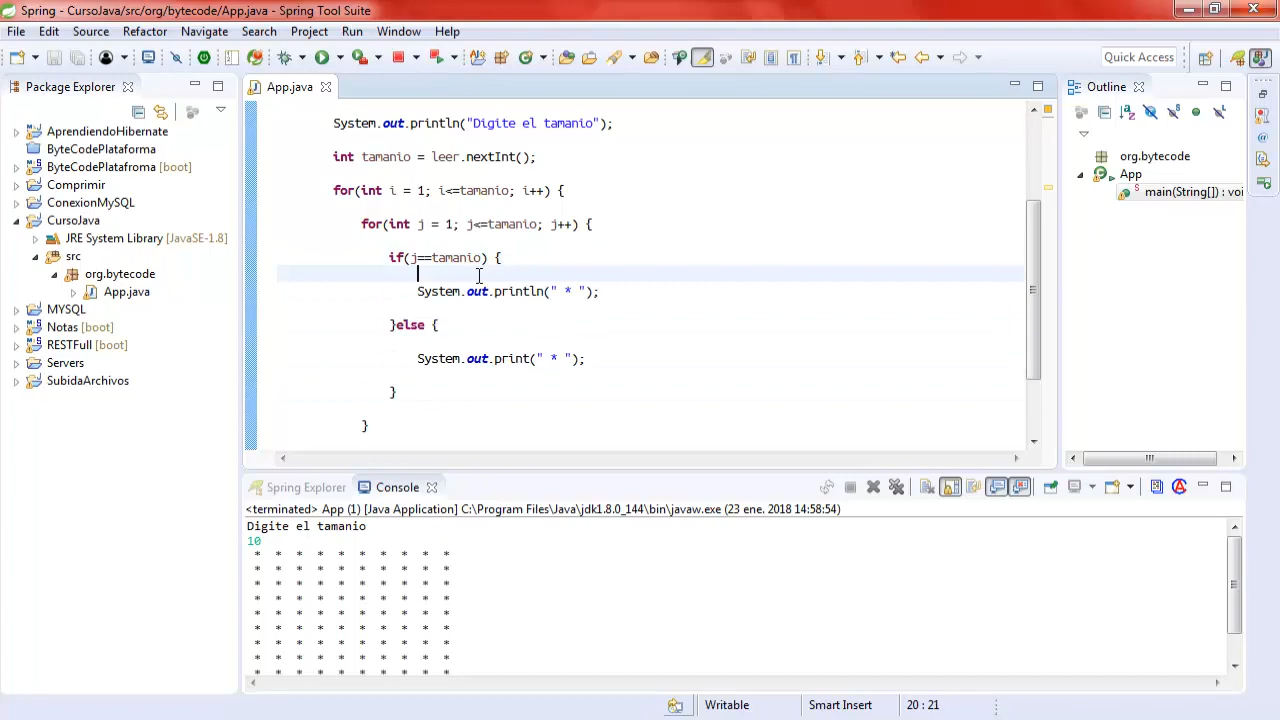 Spring - CursoJava/src/org/bytecode/App.java - Spring Tool Suite
File Edit Source Refactor Navigate Search Project Run Window Help
Quick Access
Package Explorer
AprendiendoHibernate
ByteCodePlataforma
ByteCodePlatafroma [boot]
Comprimir
ConexionMySQL
CursoJava
JRE System Library [JavaSE-1.8]
src
org.bytecode
App.java
MYSQL
Notas [boot]
RESTFull [boot]
Servers
SubidaArchivos
App.java
System.out.println("Digite el tamanio");
int tamanio = leer.nextInt();
for(int i = 1; i<=tamanio; i++) {
for(int j = 1; j<=tamanio; j++) {
if(j==tamanio) {
System.out.println(" * ");
}else {
System.out.print(" * ");
}
}
Outline
org.bytecode
App
main(String[]) : voi
Spring Explorer Console
<terminated> App (1) [Java Application] C:\Program Files\Java\jdk1.8.0_144\bin\javaw.exe (23 ene. 2018 14:58:54)
Digite el tamanio
10
* * * * * * * * * *
* * * * * * * * * *
* * * * * * * * * *
* * * * * * * * * *
* * * * * * * * * *
* * * * * * * * * *
* * * * * * * * * *
* * * * * * * * * *
* * * * * * * * * *
Writable Smart Insert 20 : 21